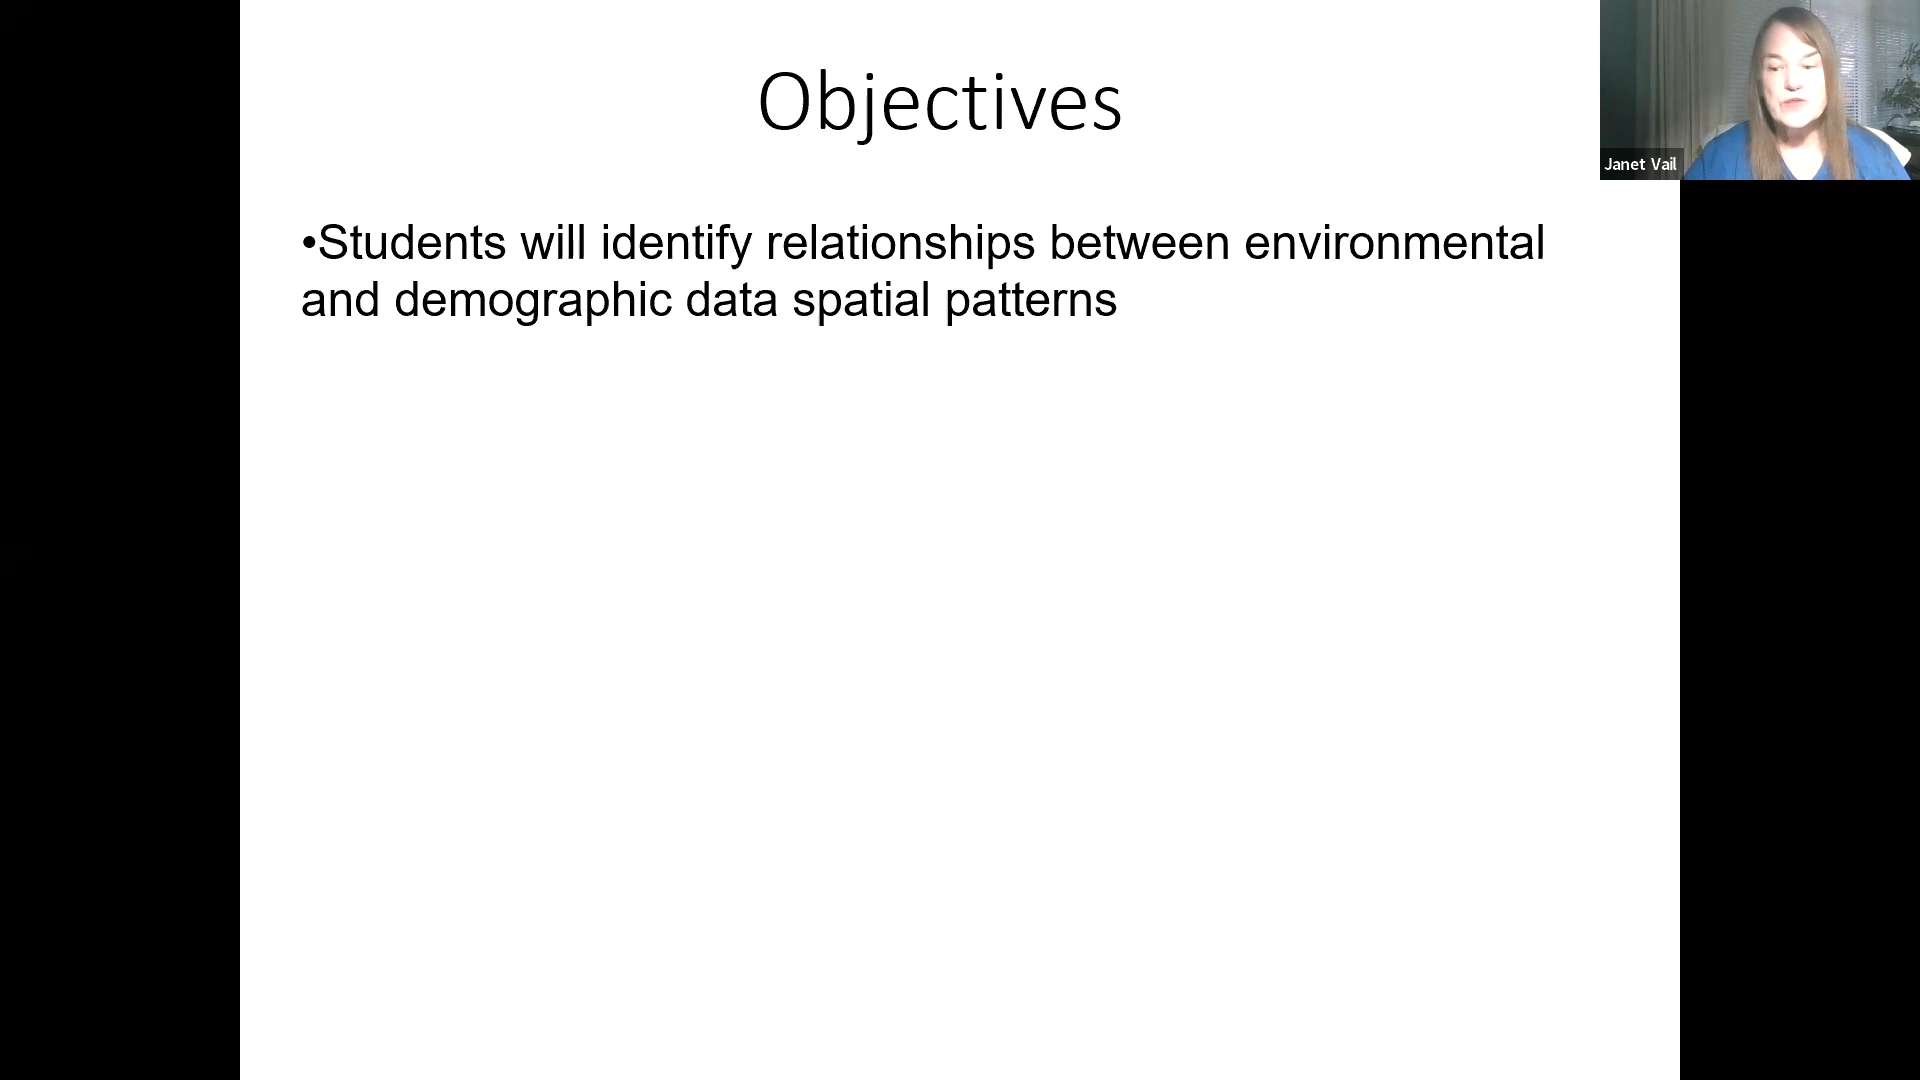 Objectives
Janet Vail
•Students will identify relationships between environmental
and demographic data spatial patterns